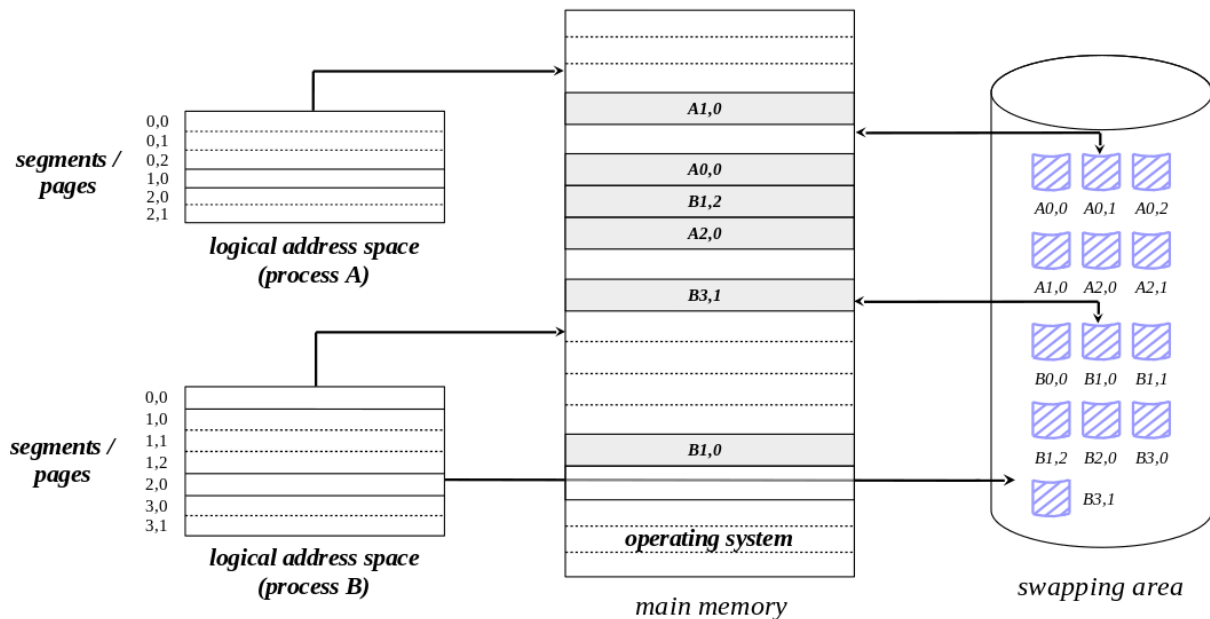 segments /
pages
0,0
0,1
0,2
1,0
2,0
2,1
logical address space
(process A)
segments /
pages
0,0
1,0
1,1
1,2
2,0
3,0
3,1
logical address space
(process B)
A1,0
A0,0
B1,2
A2,0
B3,1
B1,0
operating system
main memory
A0,0 A0,1 A0,2
A1,0 A2,0 A2,1
B0,0 B1,0 B1,1
B1,2 B2,0 B3,0
B3,1
swapping area